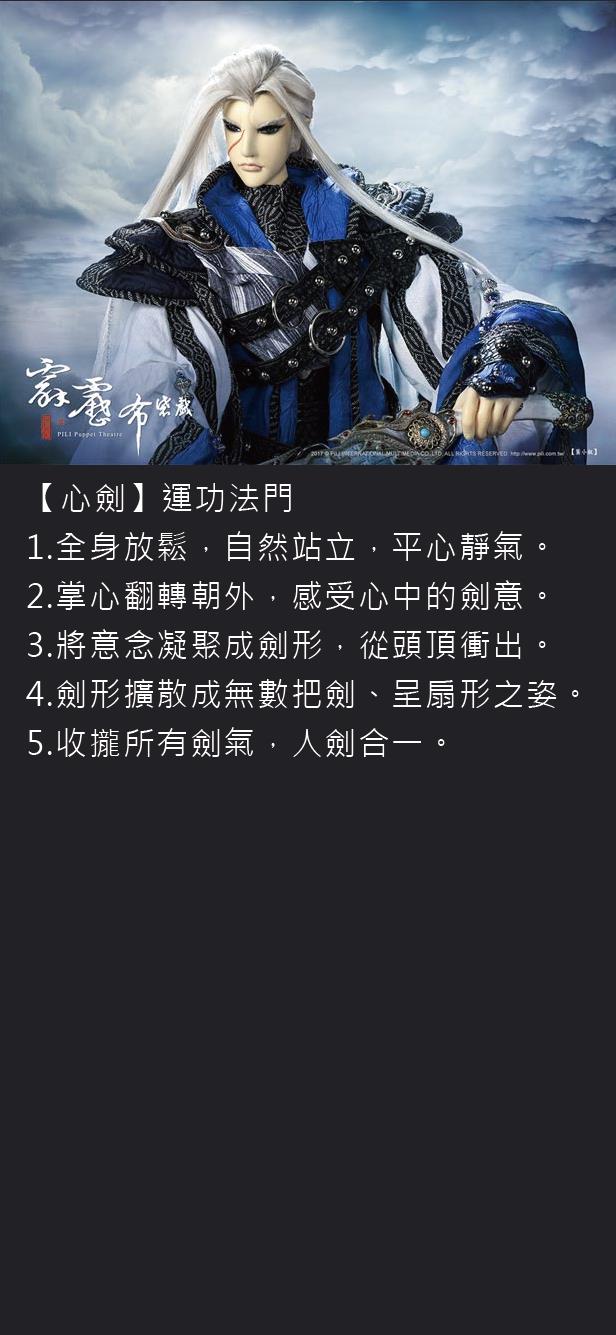 霹靂布袋戲
PILI Puppet Theatre
2017 © PILI INTERNATIONAL MULTIMEDIA CO., LTD. ALL RIGHTS RESERVED http://www.pili.com.tw/
【心劍】運功法門
1.全身放鬆，自然站立，平心靜氣。
2.掌心翻轉朝外，感受心中的劍意。
3.將意念凝聚成劍形，從頭頂衝出。
4.劍形擴散成無數把劍、呈扇形之姿。
5.收攏所有劍氣，人劍合一。